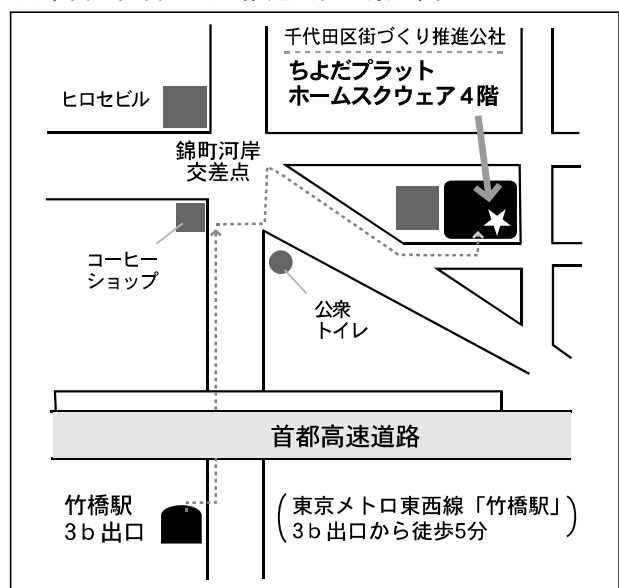 千代田区街づくり推進公社
ちよだプラット
ホームスクウェア４階
ヒロセビル
錦町河岸
交差点
コーヒー
ショップ
公衆
トイレ
首都高速道路
竹橋駅
3ｂ出口
(東京メトロ東西線「竹橋駅」
3ｂ出口から徒歩5分)